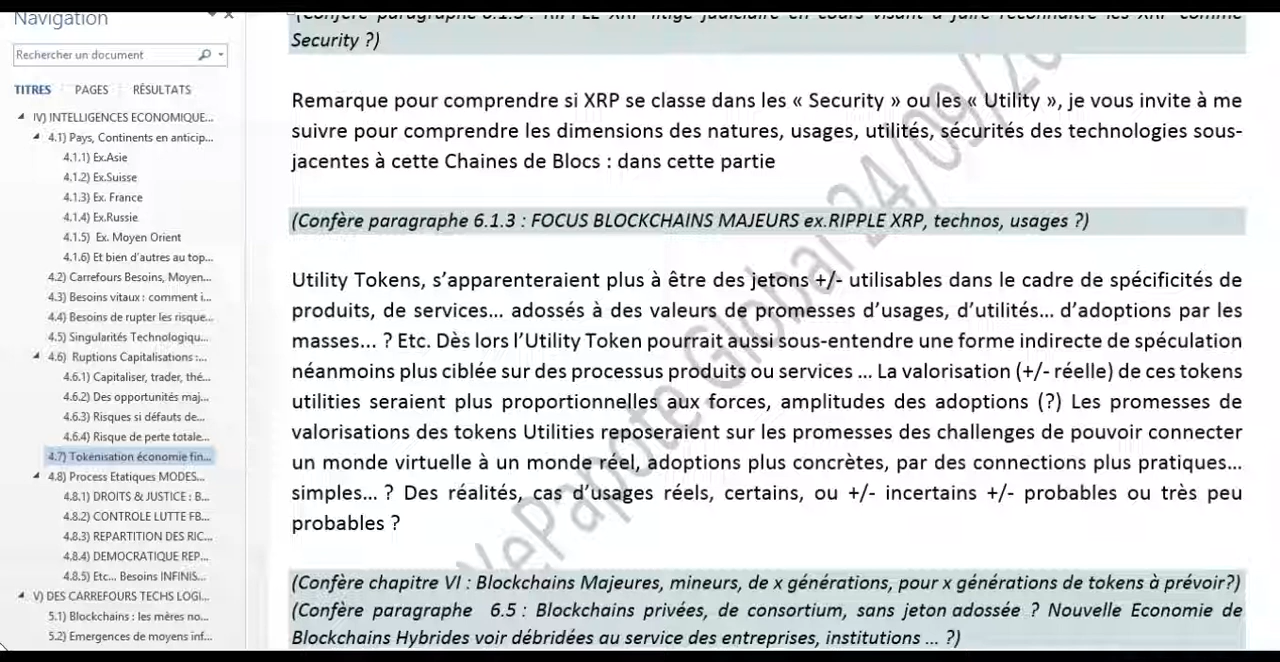 Navigation
Rechercher un document
TITRES PAGES RÉSULTATS
IV) INTELLIGENCES ECONOMIQUE...
4.1) Pays, Continents en anticip...
4.1.1) Ex.Asie
4.1.2) Ex.Suisse
4.1.3) Ex. France
4.1.4) Ex.Russie
4.1.5) Ex. Moyen Orient
4.1.6) Et bien d'autres au top...
4.2) Carrefours Besoins, Moyen...
4.3) Besoins vitaux : comment i...
4.4) Besoins de rupter les risque...
4.5) Singularités Technologiqu...
4.6) Ruptions Capitalisations :...
4.6.1) Capitaliser, trader, thé...
4.6.2) Des opportunités maj...
4.6.3) Risques si défauts de...
4.6.4) Risque de perte totale...
4.7) Tokenisation économie fin...
4.8) Process Etatiques MODES...
4.8.1) DROITS & JUSTICE : B...
4.8.2) CONTROLE LUTTE FB...
4.8.3) REPARTITION DES RIC...
4.8.4) DEMOCRATIQUE REP...
4.8.5) Etc... Besoins INFINIS...
V) DES CARREFOURS TECHS LOGI...
5.1) Blockchains : les mères no...
5.2) Emergences de moyens inf...
(Confère paragraphe 6.1.3 : RIPPLE XRP litige judiciaire en cours visant à faire reconnaitre les XRP comme
Security ?)
Remarque pour comprendre si XRP se classe dans les « Security » ou les « Utility », je vous invite à me
suivre pour comprendre les dimensions des natures, usages, utilités, sécurités des technologies sous-
jacentes à cette Chaines de Blocs : dans cette partie
(Confère paragraphe 6.1.3 : FOCUS BLOCKCHAINS MAJEURS ex.RIPPLE XRP, technos, usages ?)
Utility Tokens, s'apparenteraient plus à être des jetons +/- utilisables dans le cadre de spécificités de
produits, de services... adossés à des valeurs de promesses d'usages, d'utilités... d'adoptions par les
masses... ? Etc. Dès lors l'Utility Token pourrait aussi sous-entendre une forme indirecte de spéculation
néanmoins plus ciblée sur des processus produits ou services ... La valorisation (+/- réelle) de ces tokens
utilities seraient plus proportionnelles aux forces, amplitudes des adoptions (?) Les promesses de
valorisations des tokens Utilities reposeraient sur les promesses des challenges de pouvoir connecter
un monde virtuelle à un monde réel, adoptions plus concrètes, par des connections plus pratiques...
simples... ? Des réalités, cas d'usages réels, certains, ou +/- incertains +/- probables ou très peu
probables ?
(Confère chapitre VI : Blockchains Majeures, mineurs, de x générations, pour x générations de tokens à prévoir?)
(Confère paragraphe 6.5 : Blockchains privées, de consortium, sans jeton adossée ? Nouvelle Economie de
Blockchains Hybrides voir débridées au service des entreprises, institutions ... ?)